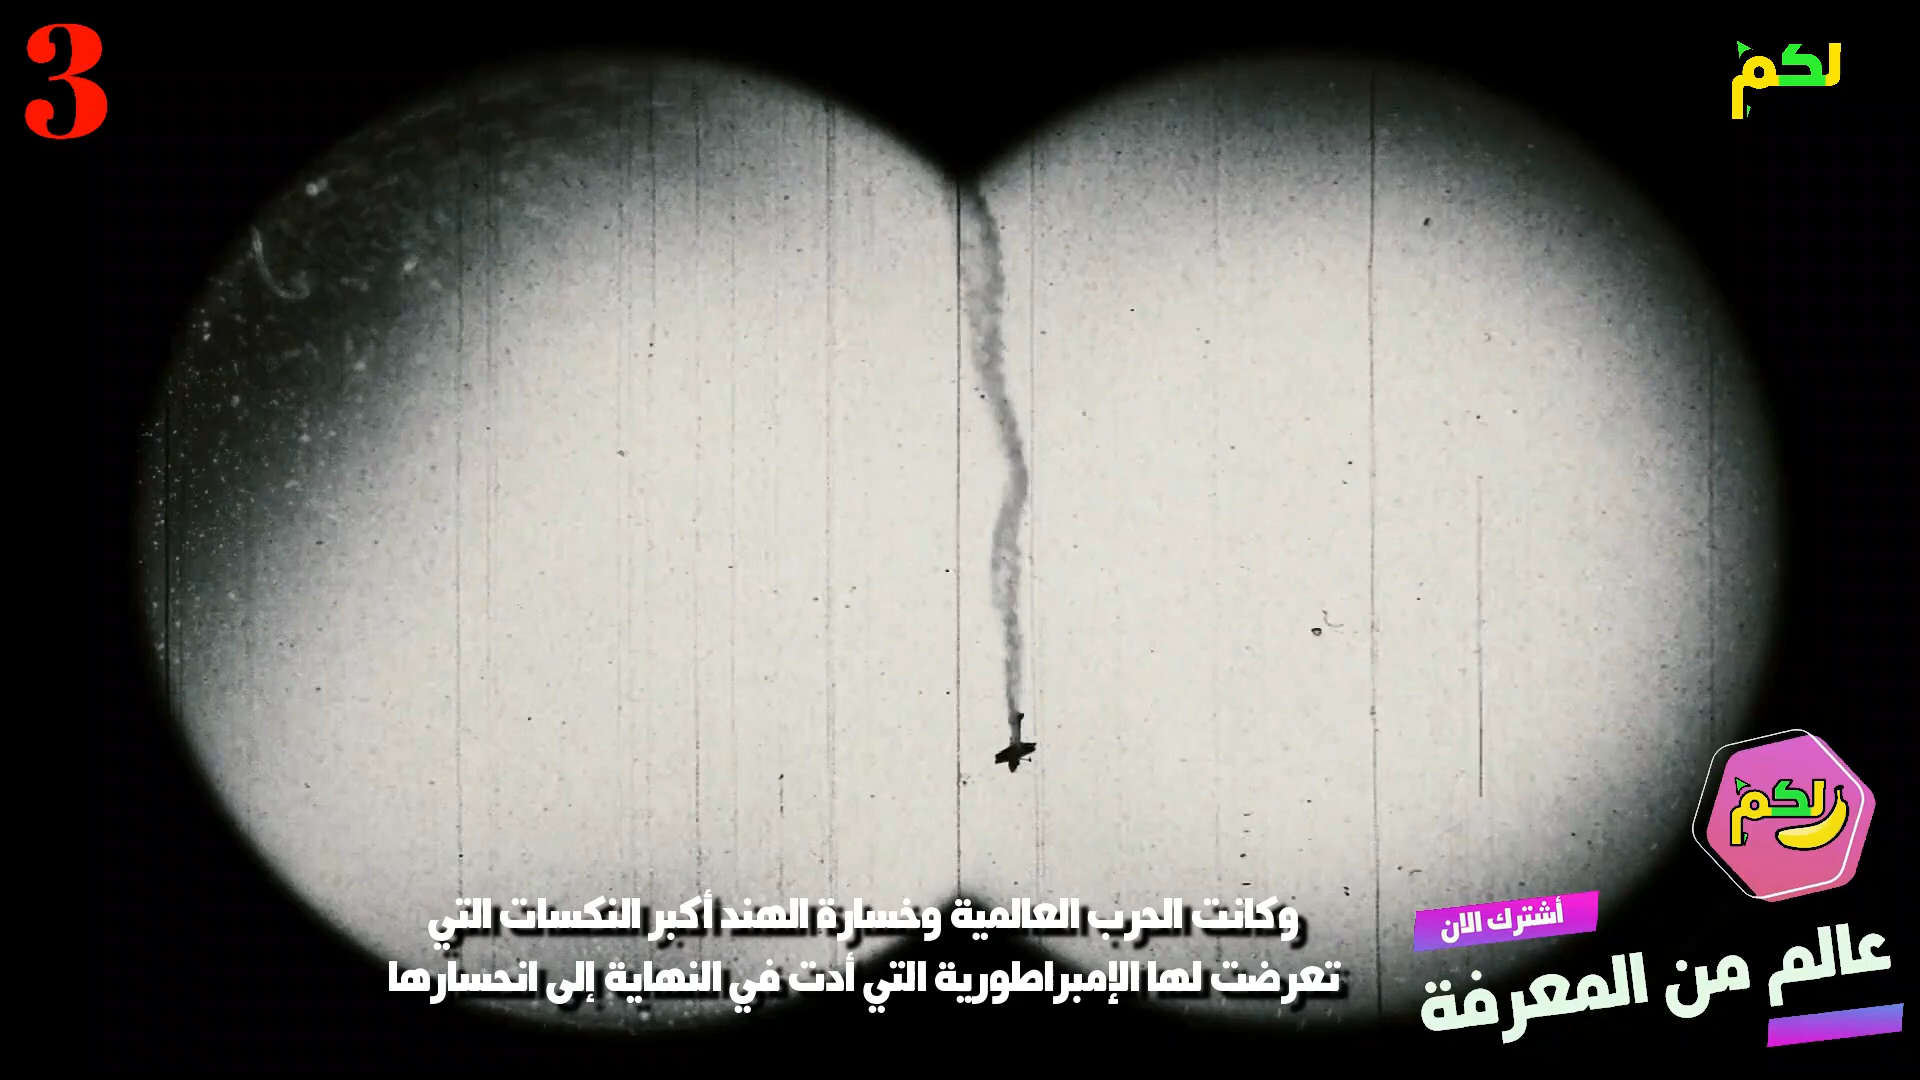 3
لكم
وكانت الحرب العالمية وخسارة الهند أكبر النكسات التي
تعرضت لها الإمبراطورية التي أدت في النهاية إلى انحسارها
لكم
أشترك الان
عالم من المعرفة